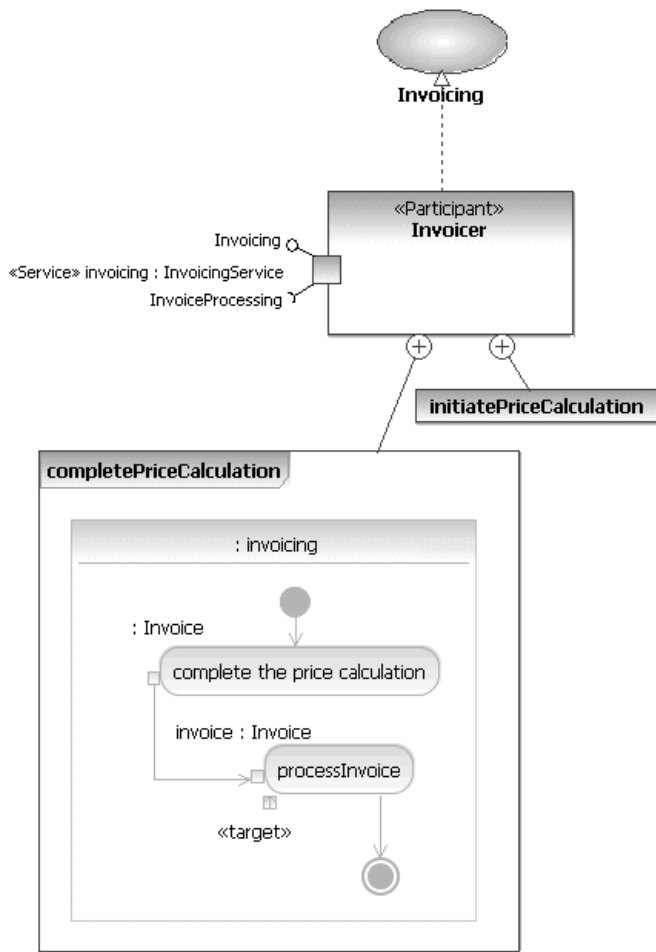 Invoicing
«Participant»
Invoicer
Invoicing
«Service» invoicing : InvoicingService
InvoiceProcessing
initiatePriceCalculation
completePriceCalculation
: invoicing
: Invoice
complete the price calculation
invoice : Invoice
processInvoice
«target»